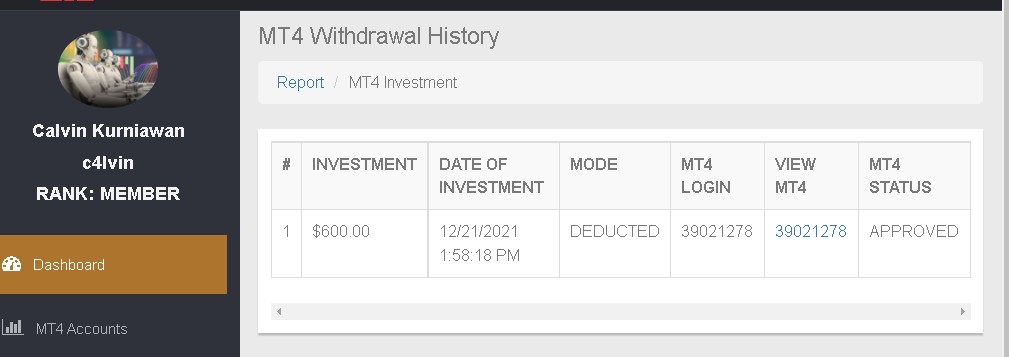 MT4 Withdrawal History
Report / MT4 Investment
Calvin Kurniawan
c4lvin
RANK: MEMBER
Dashboard
MT4 Accounts
# INVESTMENT DATE OF INVESTMENT MODE MT4 LOGIN VIEW MT4 MT4 STATUS
1 $600.00 12/21/2021 1:58:18 PM DEDUCTED 39021278 39021278 APPROVED